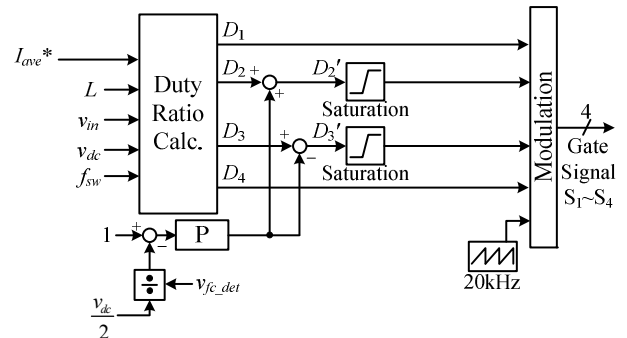 D1
Iave*
D2 +
D2′
+
L
Duty
Ratio
Calc.
Saturation
vin
4
Modulation
D3
+
D3′
−
vdc
Gate
Signal
S1~S4
Saturation
fsw
D4
1
+
−
P
÷
vfc_det
20kHz
vdc
2